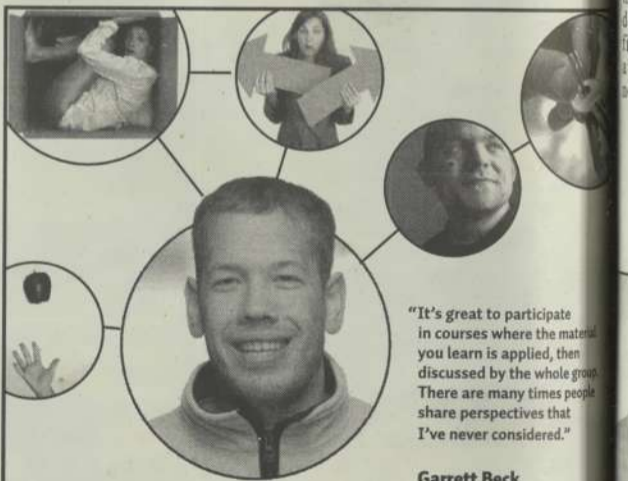 "It's great to participate
in courses where the material
you learn is applied, then
discussed by the whole group.
There are many times people
share perspectives that
I've never considered."
Garrett Beck